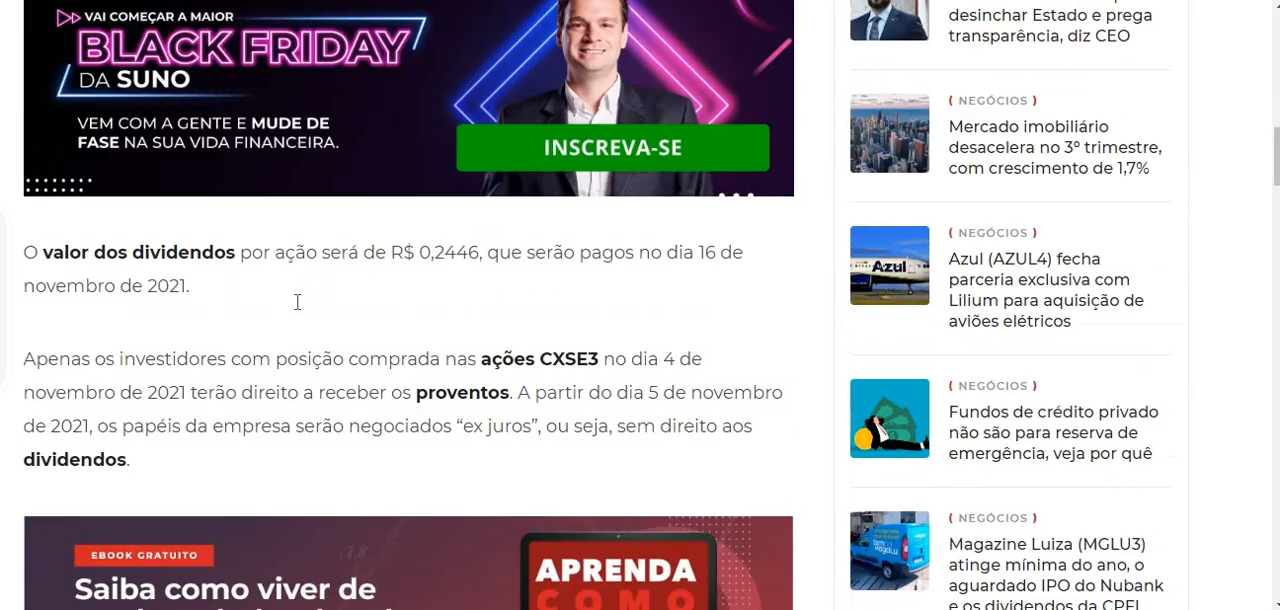 VAI COMEÇAR A MAIOR
BLACK FRIDAY
DA SUNO
VEM COM A GENTE E MUDE DE
FASE NA SUA VIDA FINANCEIRA.
INSCREVA-SE
O valor dos dividendos por ação será de R$ 0,2446, que serão pagos no dia 16 de
novembro de 2021.
Apenas os investidores com posição comprada nas ações CXSE3 no dia 4 de
novembro de 2021 terão direito a receber os proventos. A partir do dia 5 de novembro
de 2021, os papéis da empresa serão negociados “ex juros”, ou seja, sem direito aos
dividendos.
EBOOK GRATUITO
Saiba como viver de
APRENDA
COMO
desinchar Estado e prega
transparência, diz CEO
( NEGÓCIOS )
Mercado imobiliário
desacelera no 3º trimestre,
com crescimento de 1,7%
( NEGÓCIOS )
Azul (AZUL4) fecha
parceria exclusiva com
Lilium para aquisição de
aviões elétricos
Azul
( NEGÓCIOS )
Fundos de crédito privado
não são para reserva de
emergência, veja por quê
( NEGÓCIOS )
Magazine Luiza (MGLU3)
atinge mínima do ano, o
aguardado IPO do Nubank
e os dividendos da CPFL